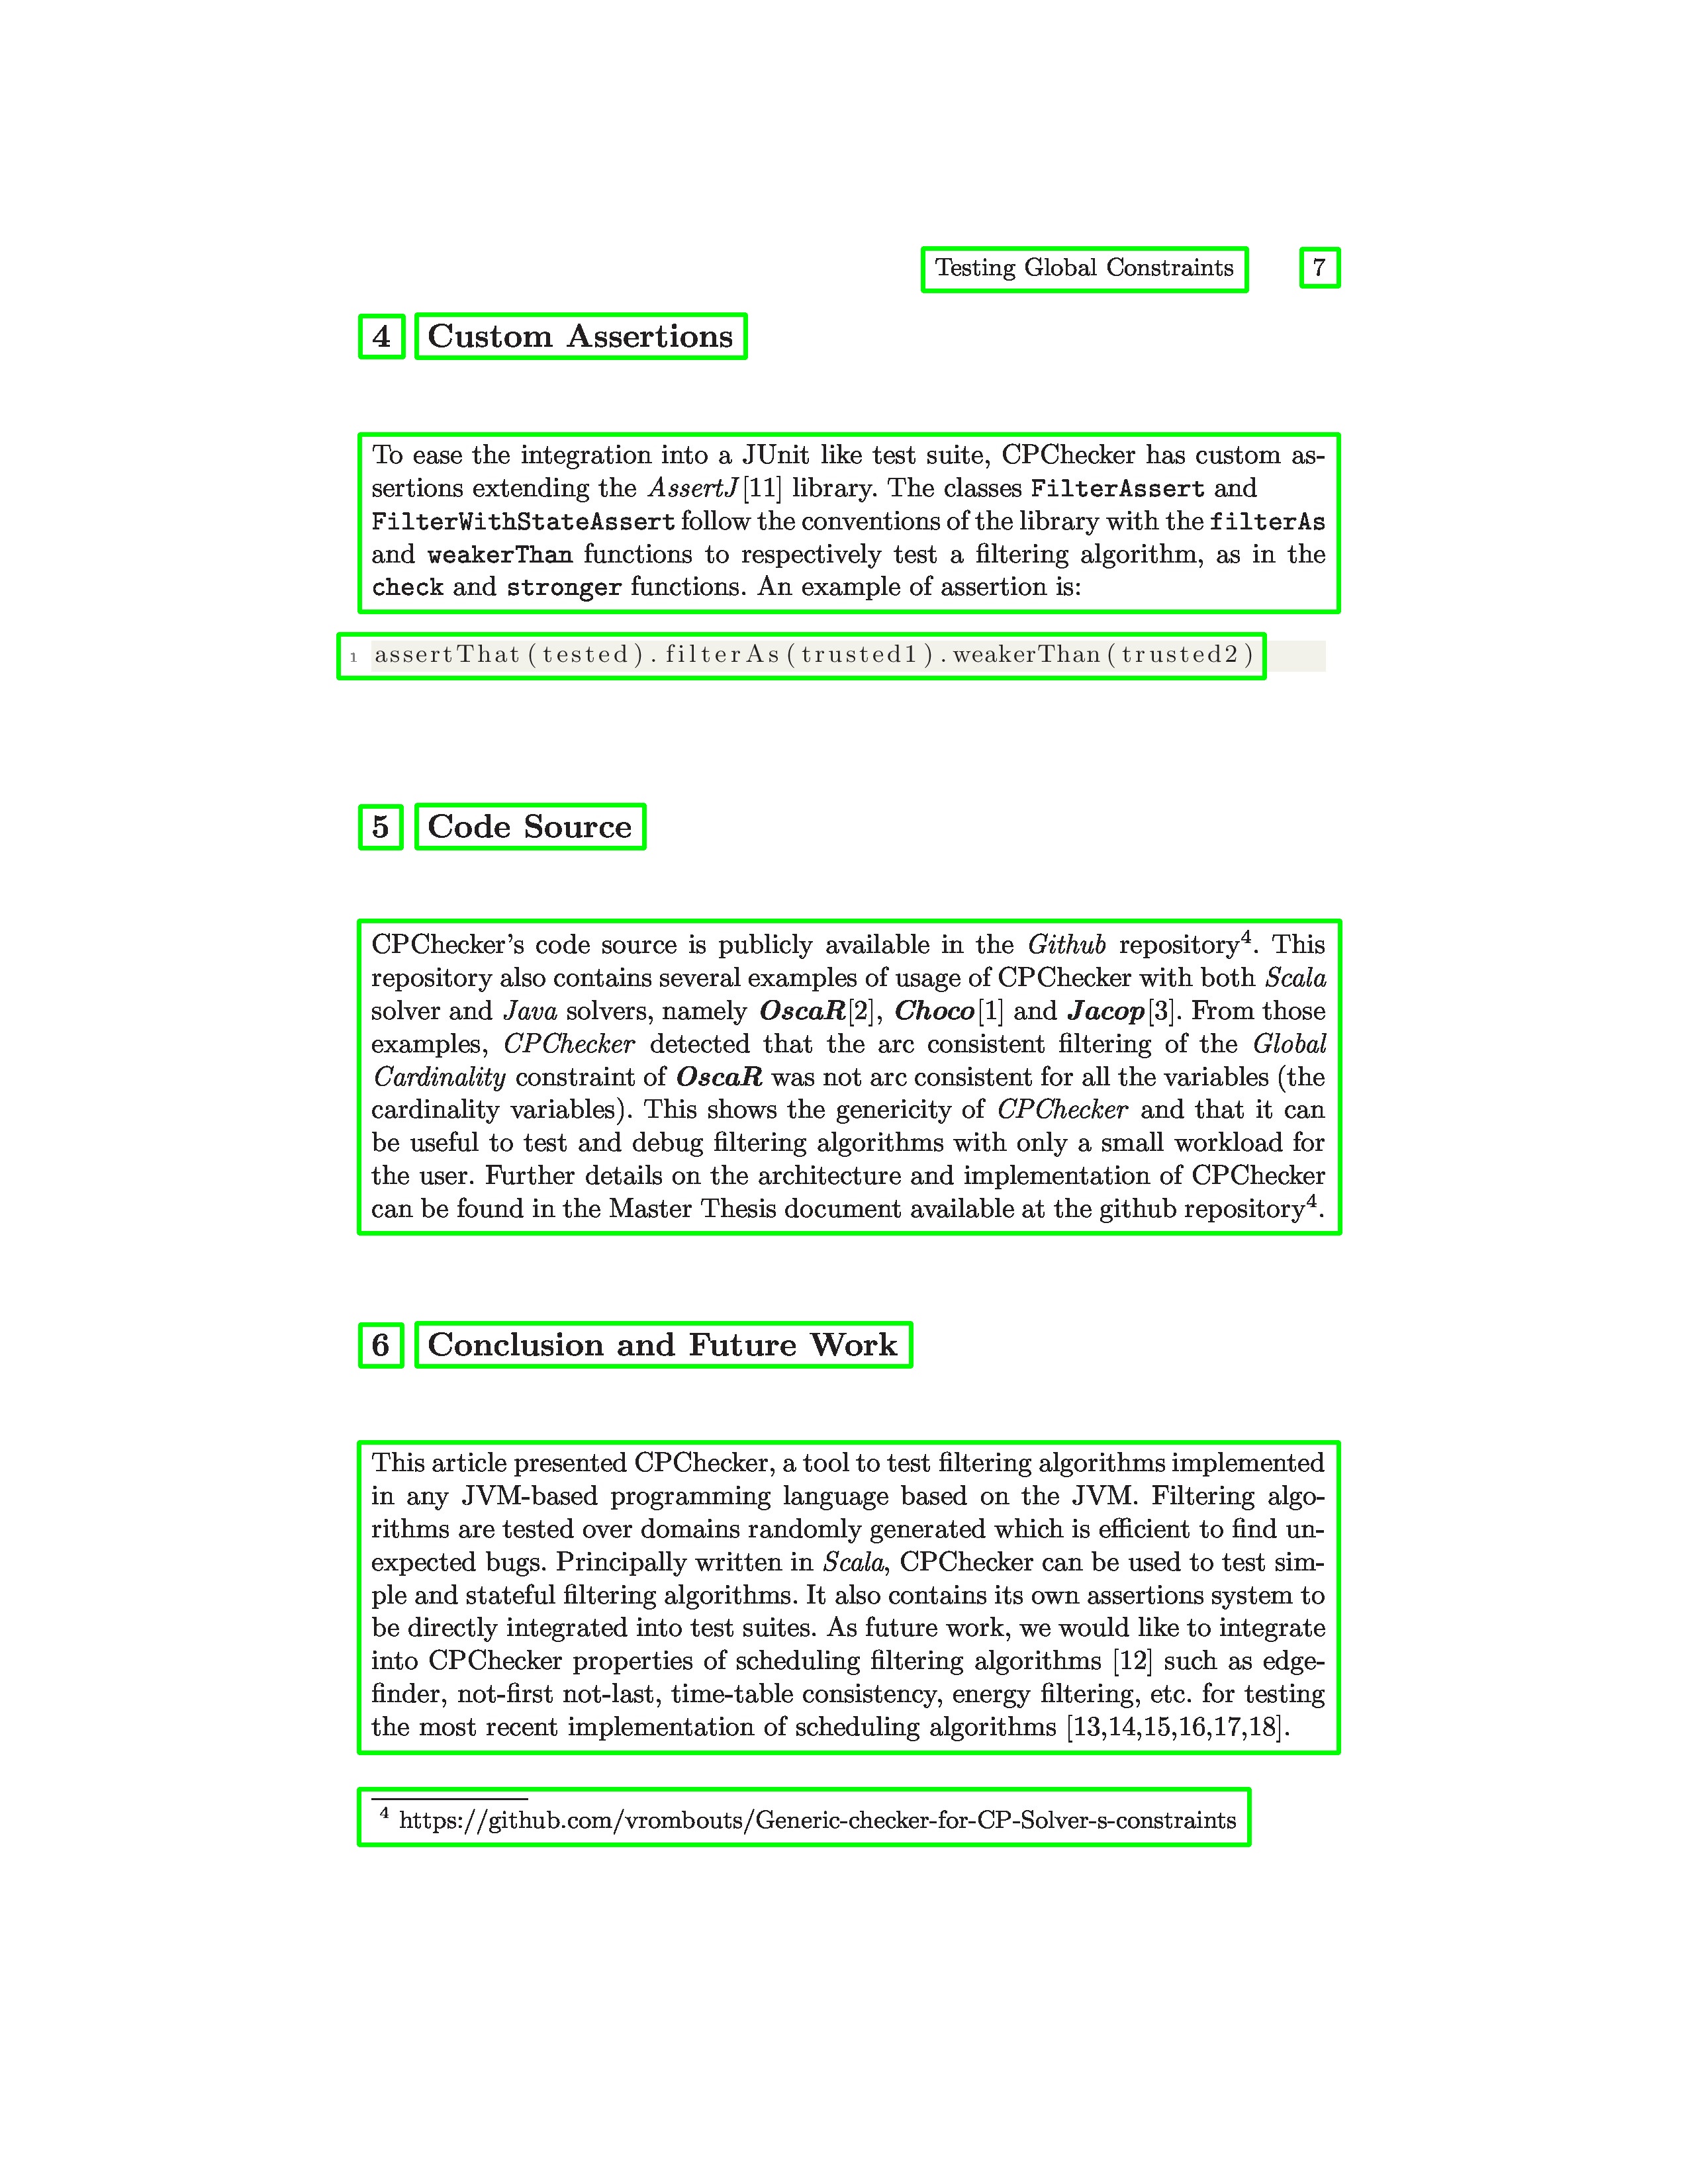 Testing Global Constraints 7
4 Custom Assertions
To ease the integration into a JUnit like test suite, CPChecker has custom as-
sertions extending the AssertJ[11] library. The classes FilterAssert and
FilterWithStateAssert follow the conventions of the library with the filterAs
and weakerThan functions to respectively test a filtering algorithm, as in the
check and stronger functions. An example of assertion is:
1 assertThat(tested).filterAs(trusted1).weakerThan(trusted2)
5 Code Source
CPChecker's code source is publicly available in the Github repository⁴. This
repository also contains several examples of usage of CPChecker with both Scala
solver and Java solvers, namely OscaR[2], Choco[1] and Jacop[3]. From those
examples, CPChecker detected that the arc consistent filtering of the Global
Cardinality constraint of OscaR was not arc consistent for all the variables (the
cardinality variables). This shows the genericity of CPChecker and that it can
be useful to test and debug filtering algorithms with only a small workload for
the user. Further details on the architecture and implementation of CPChecker
can be found in the Master Thesis document available at the github repository⁴.
6 Conclusion and Future Work
This article presented CPChecker, a tool to test filtering algorithms implemented
in any JVM-based programming language based on the JVM. Filtering algo-
rithms are tested over domains randomly generated which is efficient to find un-
expected bugs. Principally written in Scala, CPChecker can be used to test sim-
ple and stateful filtering algorithms. It also contains its own assertions system to
be directly integrated into test suites. As future work, we would like to integrate
into CPChecker properties of scheduling filtering algorithms [12] such as edge-
finder, not-first not-last, time-table consistency, energy filtering, etc. for testing
the most recent implementation of scheduling algorithms [13,14,15,16,17,18].
⁴ https://github.com/vrombouts/Generic-checker-for-CP-Solver-s-constraints